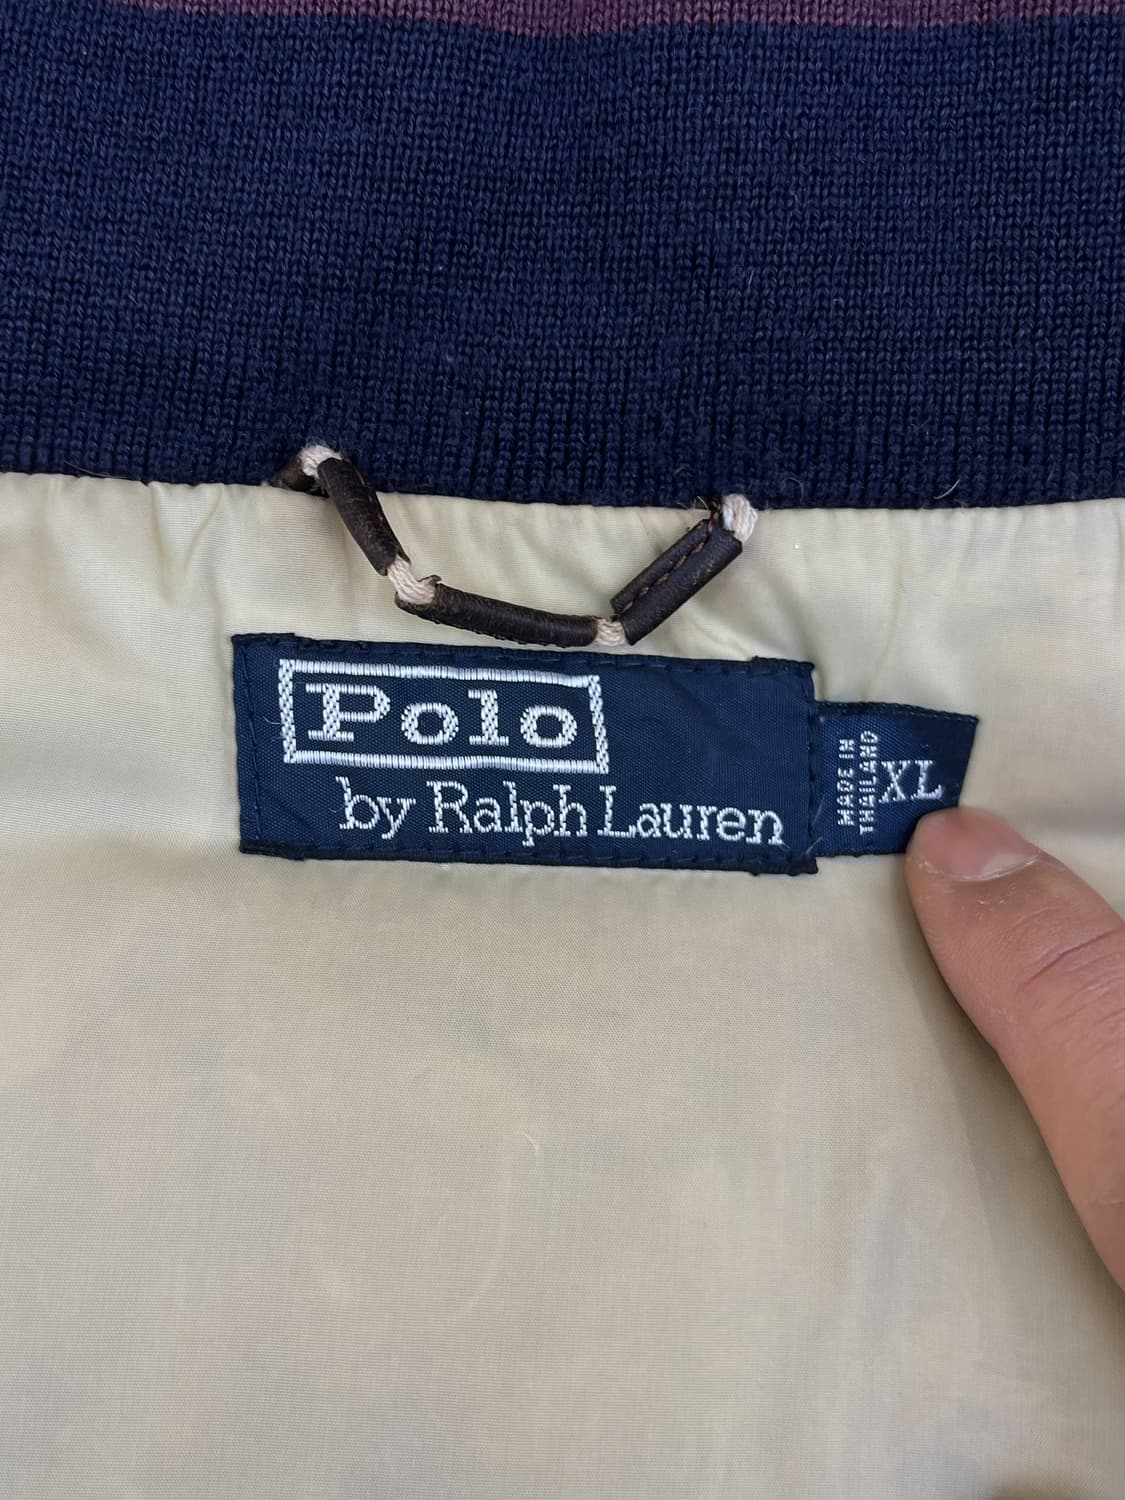 Polo
by Ralph Lauren
MADE IN
THAILAND
XL